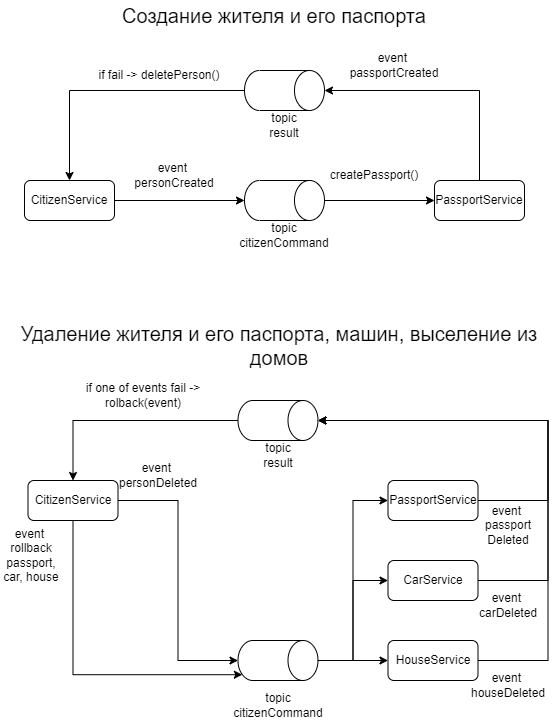 Создание жителя и его паспорта
event
passportCreated
if fail -> deletePerson()
topic
result
event
personCreated
createPassport()
CitizenService
PassportService
topic
citizenCommand
Удаление жителя и его паспорта, машин, выселение из
домов
if one of events fail ->
rolback(event)
topic
result
event
personDeleted
CitizenService
PassportService
event
passport
Deleted
event
rollback
passport,
car, house
CarService
event
carDeleted
HouseService
event
houseDeleted
topic
citizenCommand